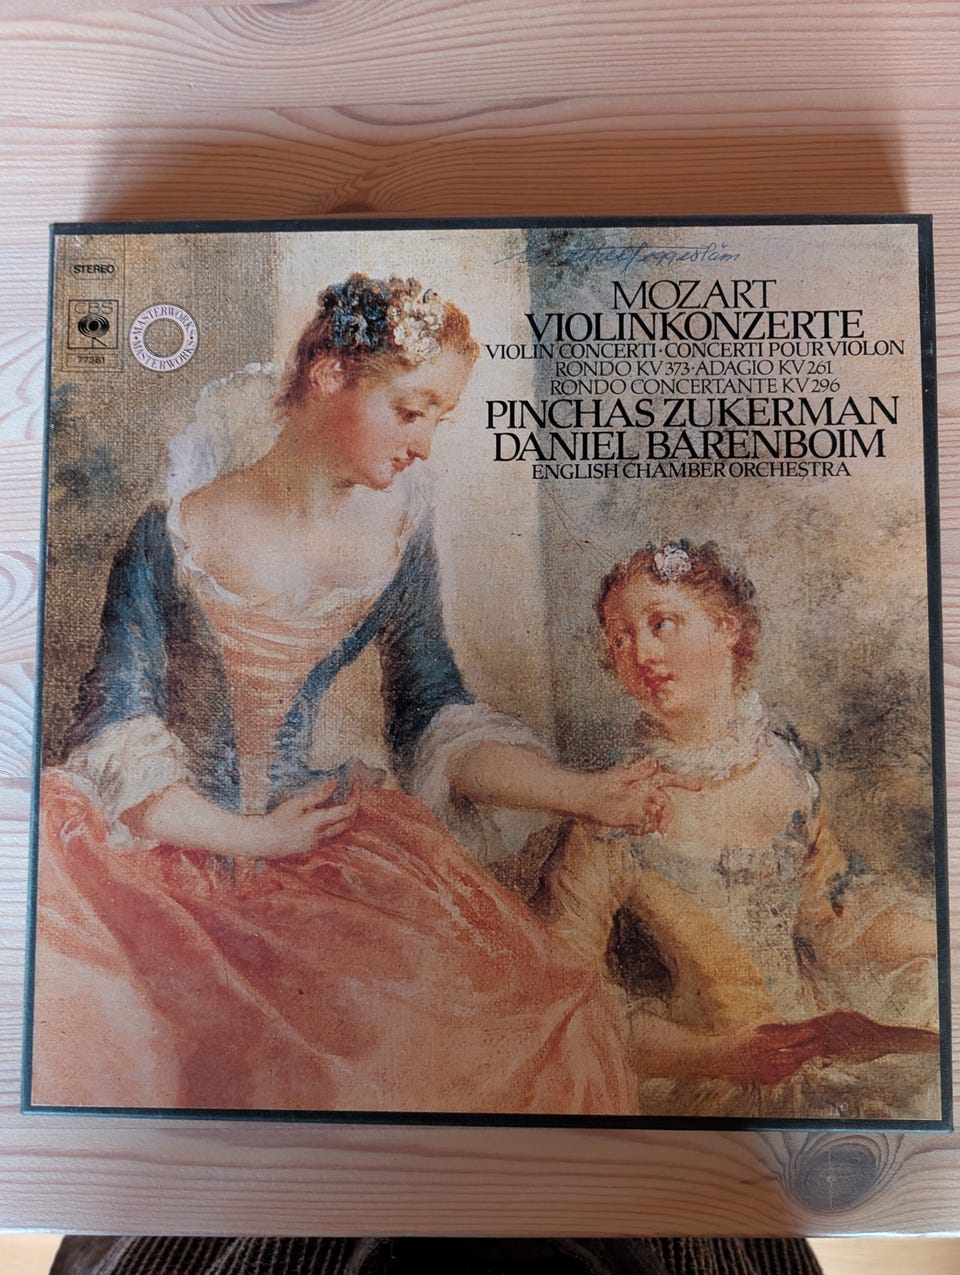 STEREO
CBS
77381
MASTERWORKS · MASTERWORKS ·
MOZART
VIOLINKONZERTE
VIOLIN CONCERTI · CONCERTI POUR VIOLON
RONDO KV 373 · ADAGIO KV 261
RONDO CONCERTANTE KV 296
PINCHAS ZUKERMAN
DANIEL BARENBOIM
ENGLISH CHAMBER ORCHESTRA